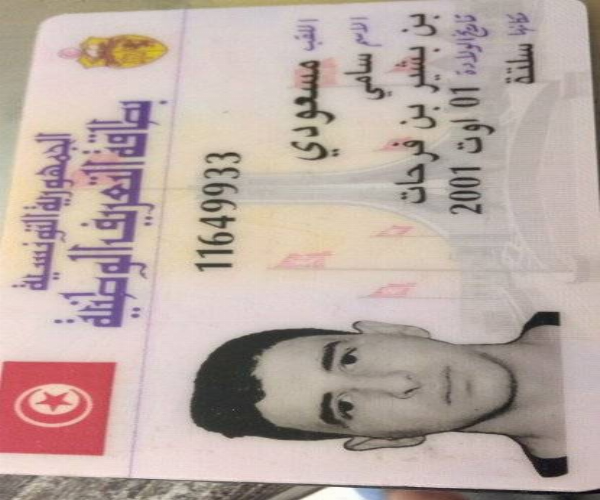 الجمهورية التونسية
بطاقة التعريف الوطنية
11649933
اللقب مسعودي
الاسم سامي
بن بشير بن فرحات
تاريخ الولادة 01 اوت 2001
مكانها سلتة